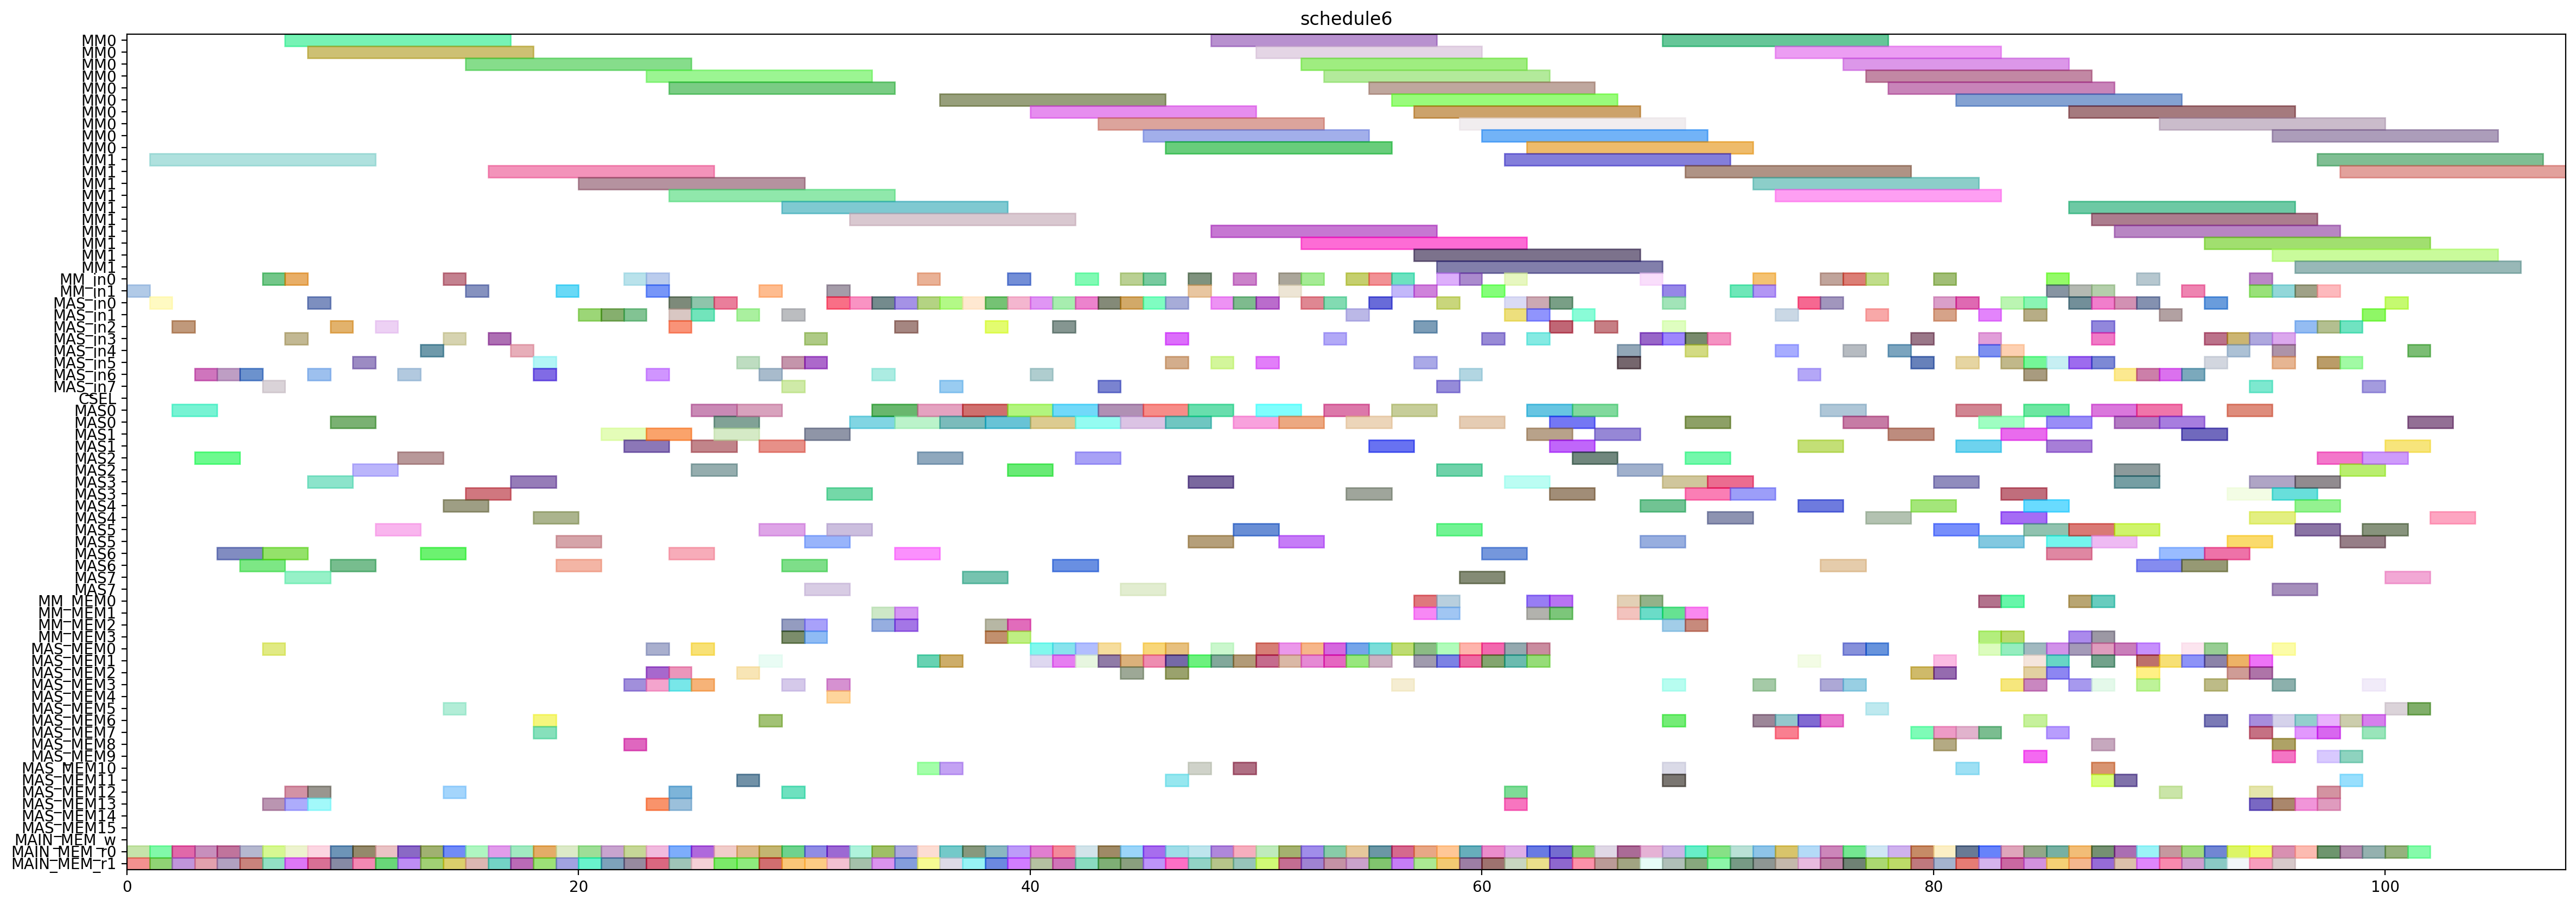 schedule6
MM0
MM0
MM0
MM0
MM0
MM0
MM0
MM0
MM0
MM0
MM1
MM1
MM1
MM1
MM1
MM1
MM1
MM1
MM1
MM1
MM_in0
MM_in1
MAS_in0
MAS_in1
MAS_in2
MAS_in3
MAS_in4
MAS_in5
MAS_in6
MAS_in7
CSEL
MAS0
MAS0
MAS1
MAS1
MAS2
MAS2
MAS3
MAS3
MAS4
MAS4
MAS5
MAS5
MAS6
MAS6
MAS7
MAS7
MM_MEM0
MM_MEM1
MM_MEM2
MM_MEM3
MAS_MEM0
MAS_MEM1
MAS_MEM2
MAS_MEM3
MAS_MEM4
MAS_MEM5
MAS_MEM6
MAS_MEM7
MAS_MEM8
MAS_MEM9
MAS_MEM10
MAS_MEM11
MAS_MEM12
MAS_MEM13
MAS_MEM14
MAS_MEM15
MAIN_MEM_w
MAIN_MEM_r0
MAIN_MEM_r1
0 20 40 60 80 100